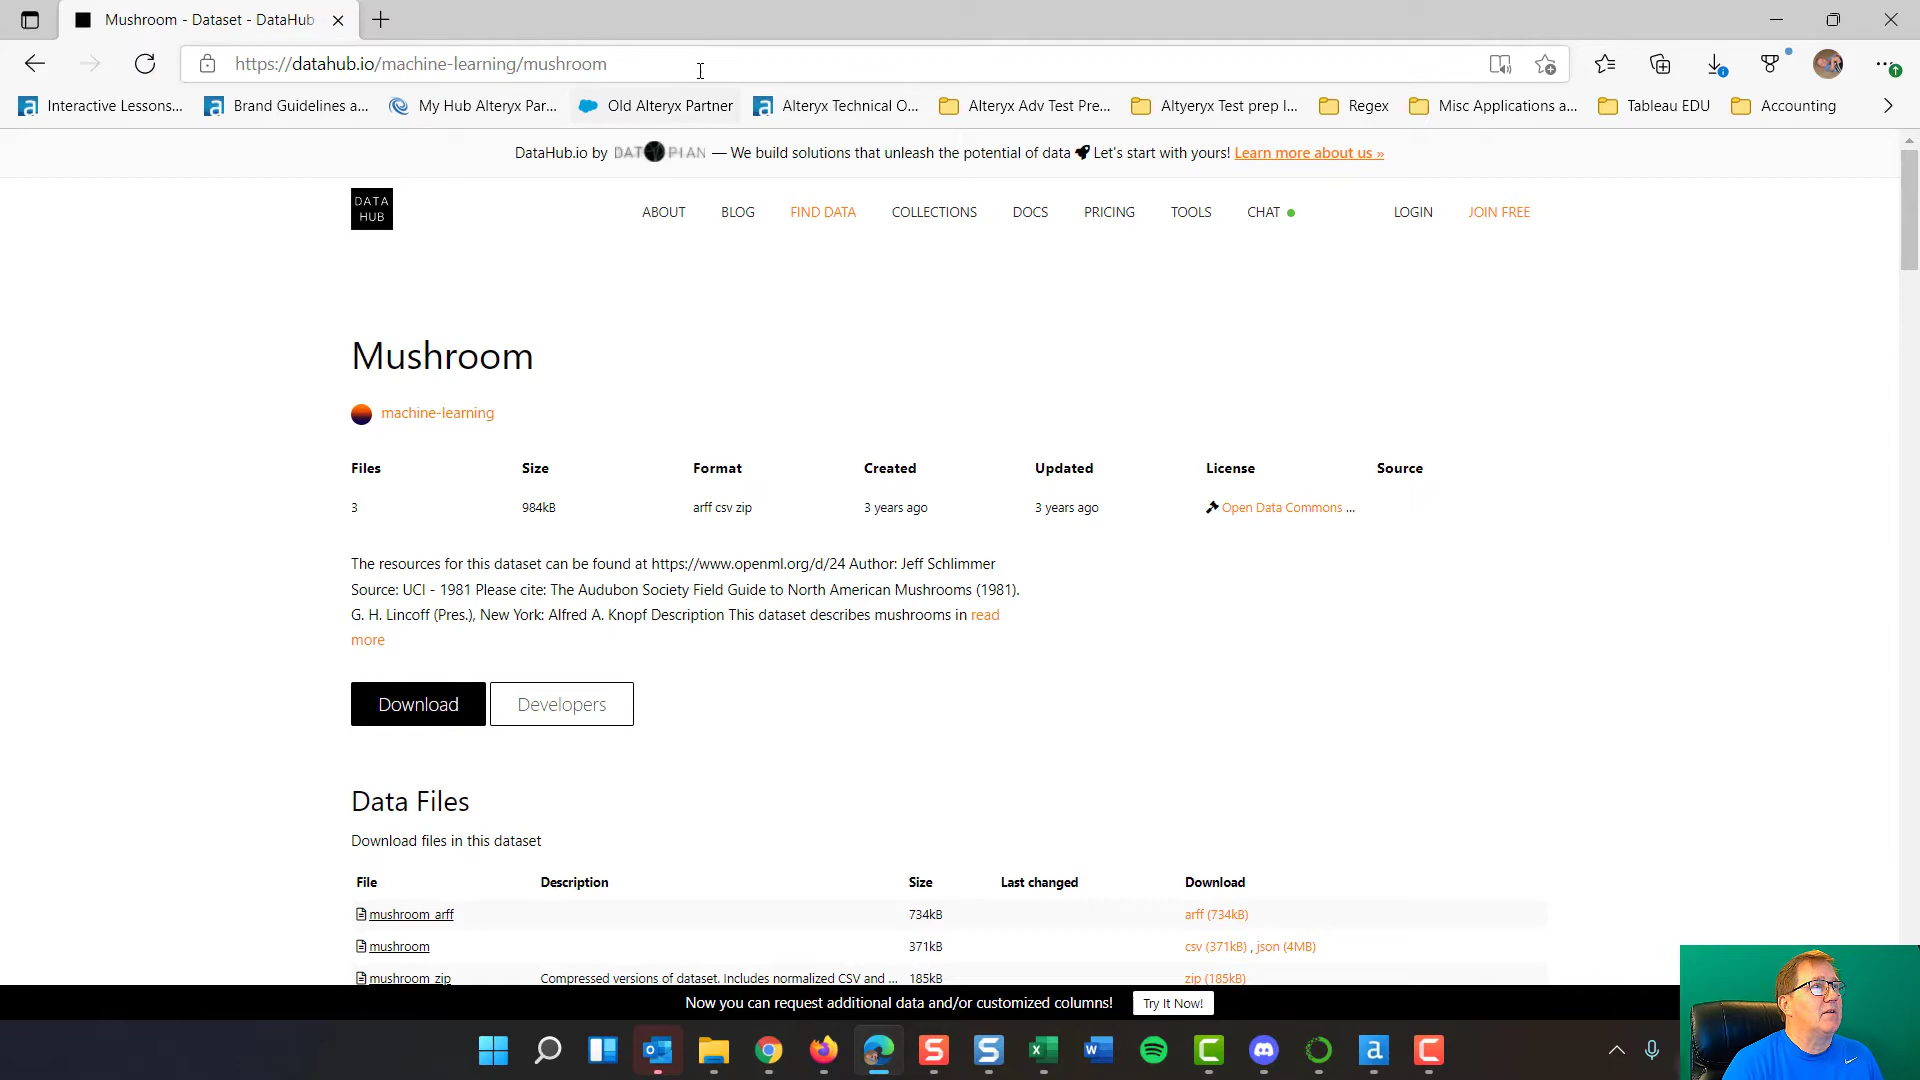 Mushroom - Dataset - DataHub
https://datahub.io/machine-learning/mushroom
Interactive Lessons... Brand Guidelines a... My Hub Alteryx Par... Old Alteryx Partner Alteryx Technical O... Alteryx Adv Test Pre... Altyeryx Test prep I... Regex Misc Applications a... Tableau EDU Accounting
DataHub.io by DATOPIAN — We build solutions that unleash the potential of data Let's start with yours! Learn more about us »
DATA
HUB
ABOUT BLOG FIND DATA COLLECTIONS DOCS PRICING TOOLS CHAT LOGIN JOIN FREE
Mushroom
machine-learning
Files Size Format Created Updated License Source
3 984kB arff csv zip 3 years ago 3 years ago Open Data Commons ...
The resources for this dataset can be found at https://www.openml.org/d/24 Author: Jeff Schlimmer
Source: UCI - 1981 Please cite: The Audubon Society Field Guide to North American Mushrooms (1981).
G. H. Lincoff (Pres.), New York: Alfred A. Knopf Description This dataset describes mushrooms in read
more
Download Developers
Data Files
Download files in this dataset
File Description Size Last changed Download
mushroom_arff 734kB arff (734kB)
mushroom 371kB csv (371kB) , json (4MB)
mushroom_zip Compressed versions of dataset. Includes normalized CSV and ... 185kB zip (185kB)
Now you can request additional data and/or customized columns! Try It Now!